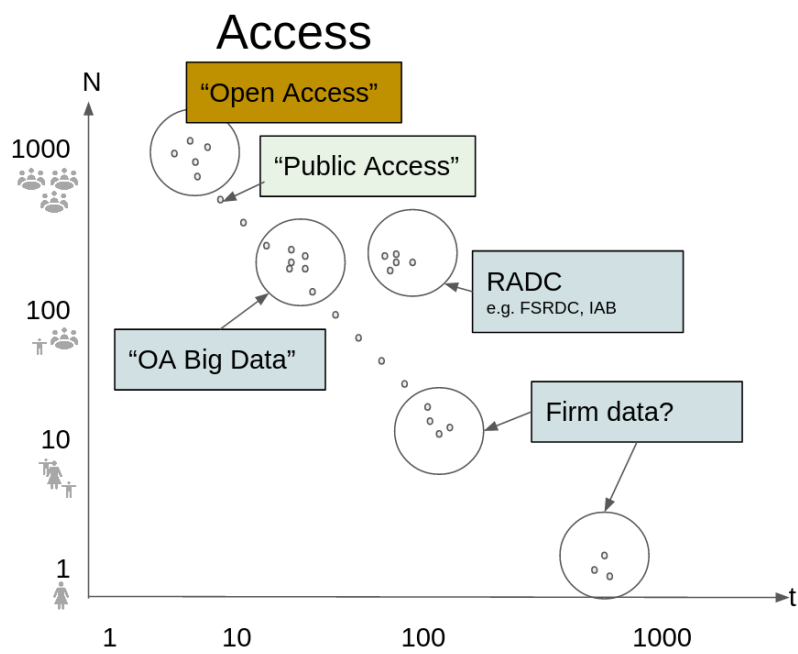 Access
N
“Open Access”
1000
“Public Access”
RADC
e.g. FSRDC, IAB
100
“OA Big Data”
Firm data?
10
1
t
1
10
100
1000